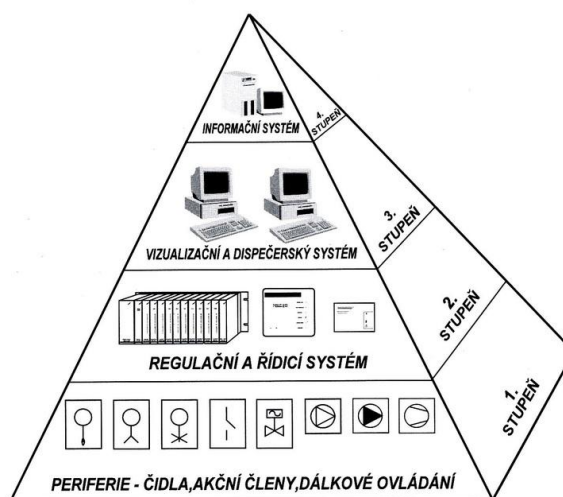 INFORMAČNÍ SYSTÉM
4.
STUPEŇ
VIZUALIZAČNÍ A DISPEČERSKÝ SYSTÉM
3.
STUPEŇ
REGULAČNÍ A ŘÍDICÍ SYSTÉM
2.
STUPEŇ
PERIFERIE - ČIDLA,AKČNÍ ČLENY,DÁLKOVÉ OVLÁDÁNÍ
1.
STUPEŇ